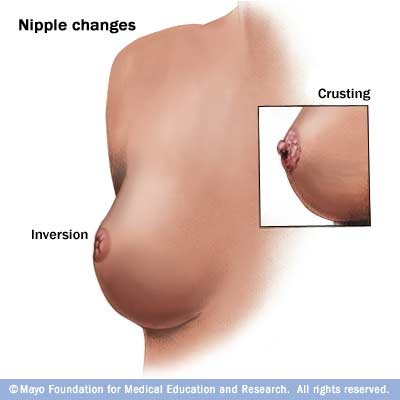 Nipple changes
Crusting
Inversion
© Mayo Foundation for Medical Education and Research. All rights reserved.